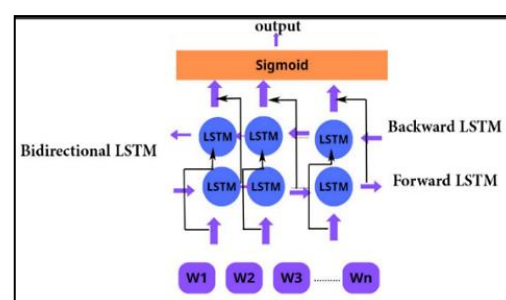 output
Sigmoid
LSTM LSTM LSTM
Backward LSTM
Bidirectional LSTM
LSTM LSTM LSTM
Forward LSTM
W1 W2 W3 ........... Wn